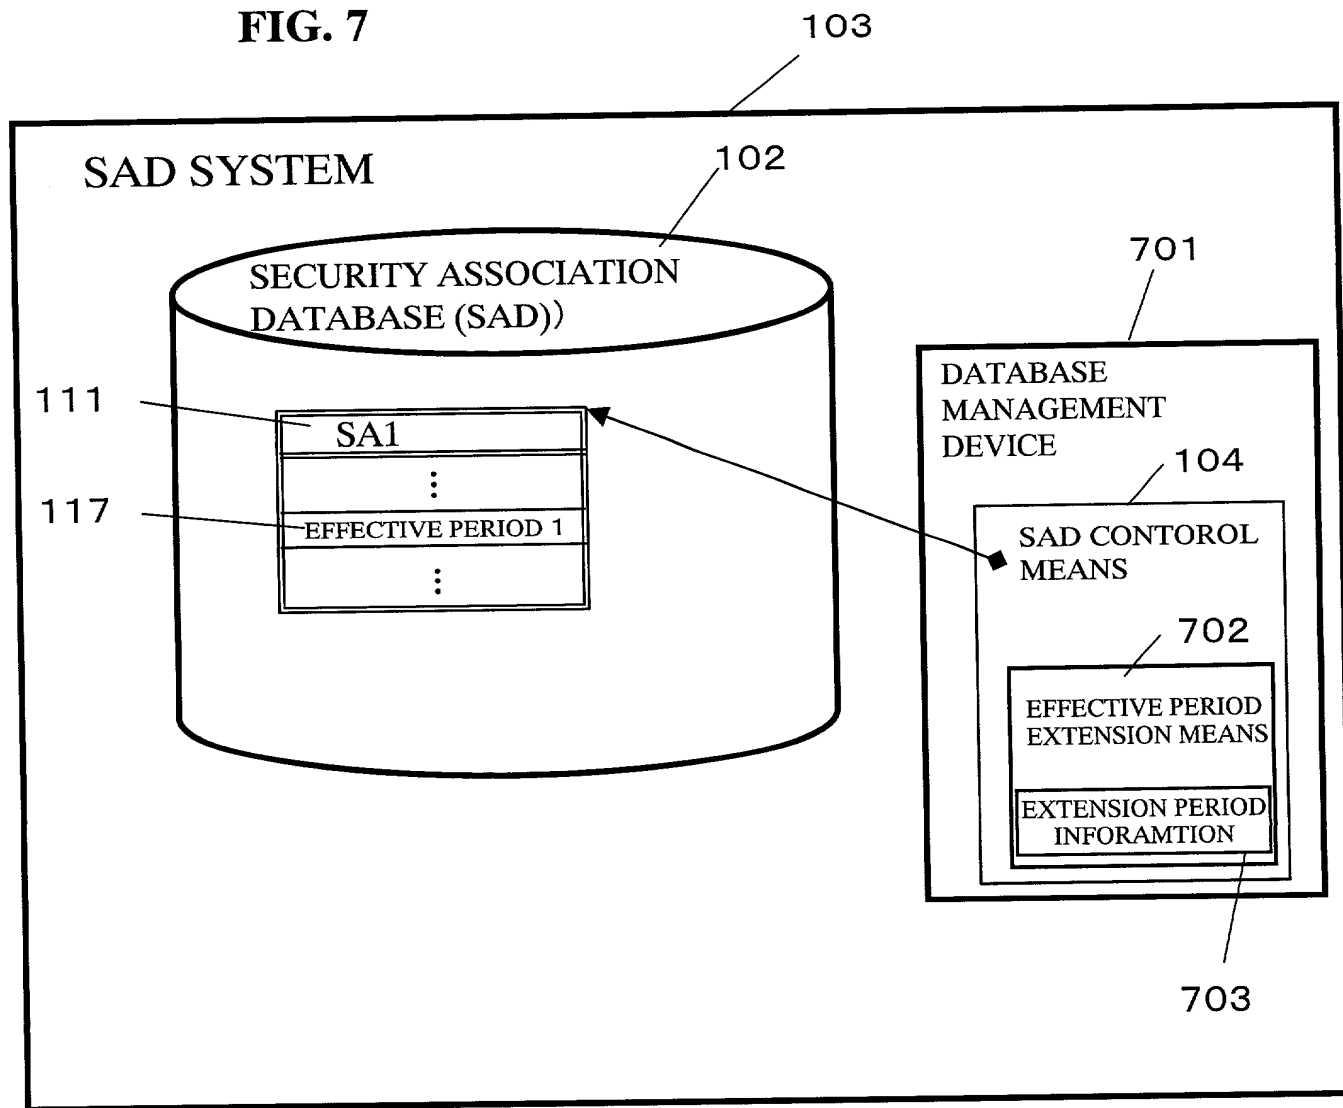 FIG. 7
103
SAD SYSTEM
102
SECURITY ASSOCIATION
DATABASE (SAD))
701
DATABASE
MANAGEMENT
DEVICE
111
SA1
⋮
117
EFFECTIVE PERIOD 1
⋮
104
SAD CONTOROL
MEANS
702
EFFECTIVE PERIOD
EXTENSION MEANS
EXTENSION PERIOD
INFORAMTION
703